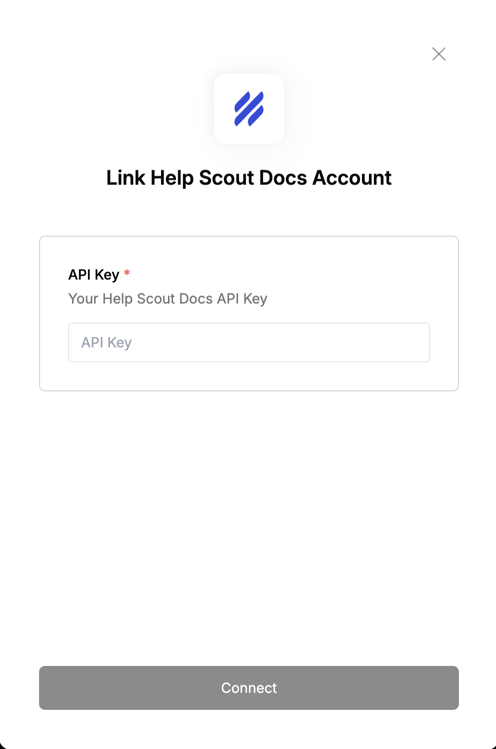 Link Help Scout Docs Account
API Key *
Your Help Scout Docs API Key
API Key
Connect